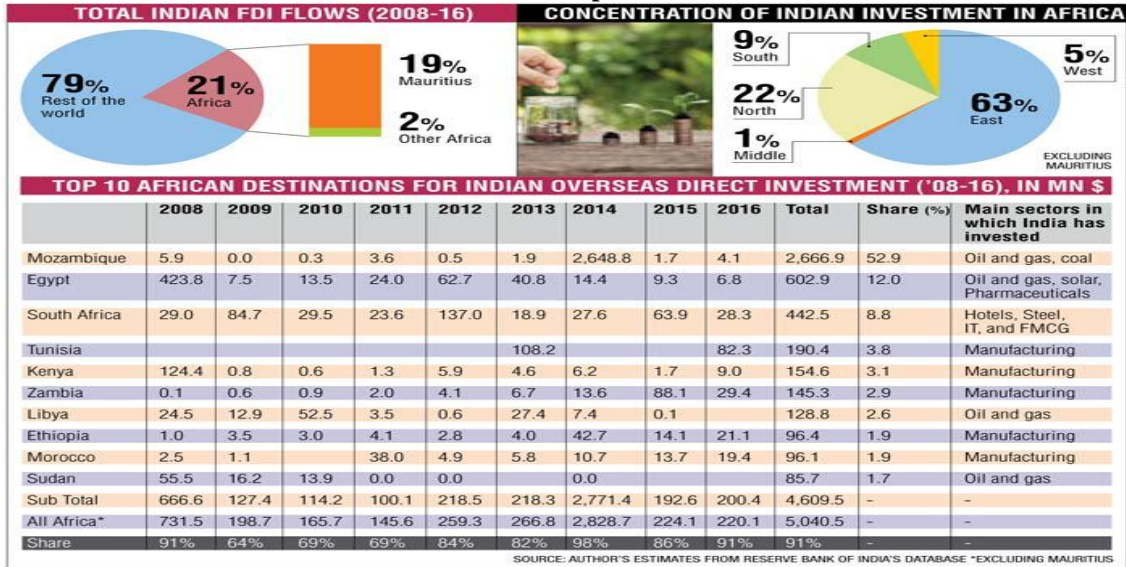 TOTAL INDIAN FDI FLOWS (2008-16)
79%
Rest of the
world
21%
Africa
19%
Mauritius
2%
Other Africa
CONCENTRATION OF INDIAN INVESTMENT IN AFRICA
9%
South
22%
North
1%
Middle
5%
West
63%
East
EXCLUDING
MAURITIUS
TOP 10 AFRICAN DESTINATIONS FOR INDIAN OVERSEAS DIRECT INVESTMENT ('08-16), IN MN $
2008 2009 2010 2011 2012 2013 2014 2015 2016 Total Share (%) Main sectors in
which India has
invested
Mozambique 5.9 0.0 0.3 3.6 0.5 1.9 2,648.8 1.7 4.1 2,666.9 52.9 Oil and gas, coal
Egypt 423.8 7.5 13.5 24.0 62.7 40.8 14.4 9.3 6.8 602.9 12.0 Oil and gas, solar,
Pharmaceuticals
South Africa 29.0 84.7 29.5 23.6 137.0 18.9 27.6 63.9 28.3 442.5 8.8 Hotels, Steel,
IT, and FMCG
Tunisia 108.2 82.3 190.4 3.8 Manufacturing
Kenya 124.4 0.8 0.6 1.3 5.9 4.6 6.2 1.7 9.0 154.6 3.1 Manufacturing
Zambia 0.1 0.6 0.9 2.0 4.1 6.7 13.6 88.1 29.4 145.3 2.9 Manufacturing
Libya 24.5 12.9 52.5 3.5 0.6 27.4 7.4 0.1 128.8 2.6 Oil and gas
Ethiopia 1.0 3.5 3.0 4.1 2.8 4.0 42.7 14.1 21.1 96.4 1.9 Manufacturing
Morocco 2.5 1.1 38.0 4.9 5.8 10.7 13.7 19.4 96.1 1.9 Manufacturing
Sudan 55.5 16.2 13.9 0.0 0.0 0.0 85.7 1.7 Oil and gas
Sub Total 666.6 127.4 114.2 100.1 218.5 218.3 2,771.4 192.6 200.4 4,609.5 - -
All Africa* 731.5 198.7 165.7 145.6 259.3 266.8 2,828.7 224.1 220.1 5,040.5 - -
Share 91% 64% 69% 69% 84% 82% 98% 86% 91% 91% - -
SOURCE: AUTHOR'S ESTIMATES FROM RESERVE BANK OF INDIA'S DATABASE *EXCLUDING MAURITIUS